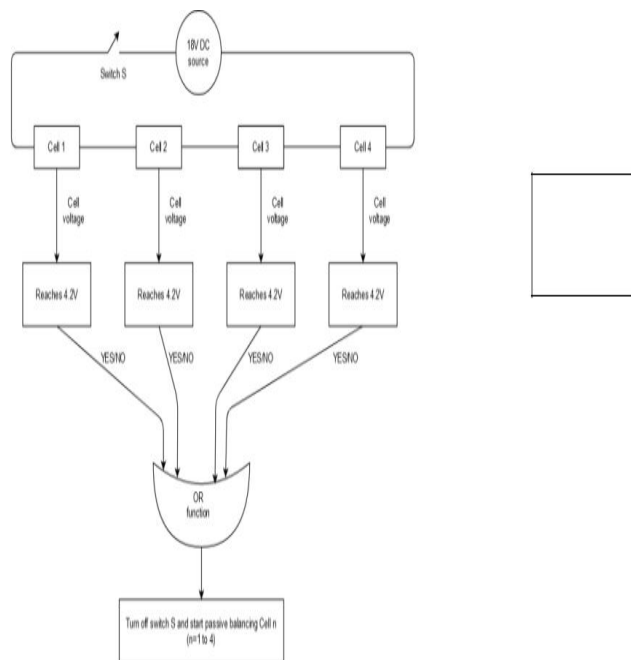 18V DC
source
Switch S
Cell 1
Cell 2
Cell 3
Cell 4
Cell
voltage
Cell
voltage
Cell
voltage
Cell
voltage
Reaches 4.2V
Reaches 4.2V
Reaches 4.2V
Reaches 4.2V
YES/NO
YES/NO
YES/NO
YES/NO
OR
function
Turn off switch S and start passive balancing Cell n
(n=1 to 4)